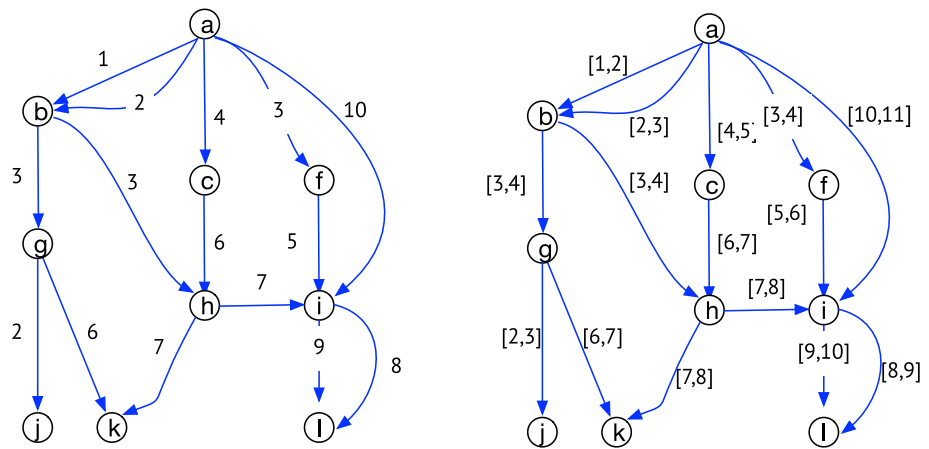 a
1
2
4
3
10
b
3
3
c
f
g
6
5
7
h
i
2
6
7
9
8
j
k
l
a
[1,2]
[2,3]
[4,5]
[3,4]
[10,11]
b
[3,4]
[3,4]
c
f
[5,6]
g
[6,7]
[7,8]
h
i
[2,3]
[6,7]
[7,8]
[9,10]
[8,9]
j
k
l